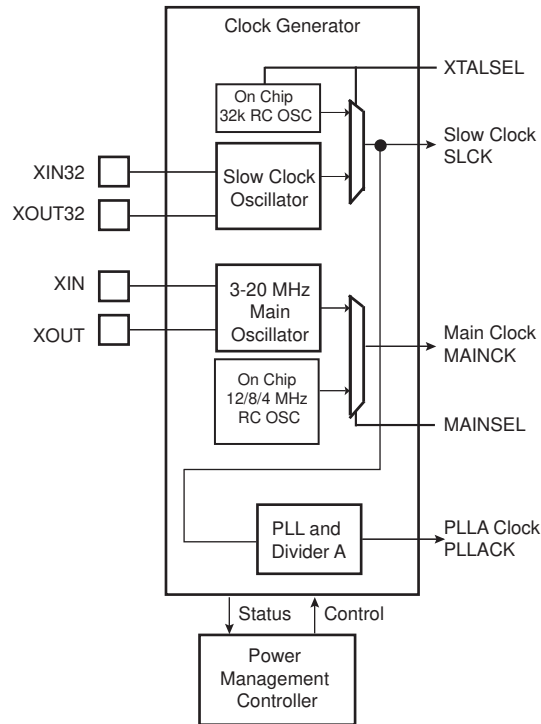 Clock Generator
XTALSEL
On Chip
32k RC OSC
Slow Clock
SLCK
XIN32
Slow Clock
Oscillator
XOUT32
XIN
3-20 MHz
Main
Oscillator
XOUT
Main Clock
MAINCK
On Chip
12/8/4 MHz
RC OSC
MAINSEL
PLL and
Divider A
PLLA Clock
PLLACK
Status
Control
Power
Management
Controller